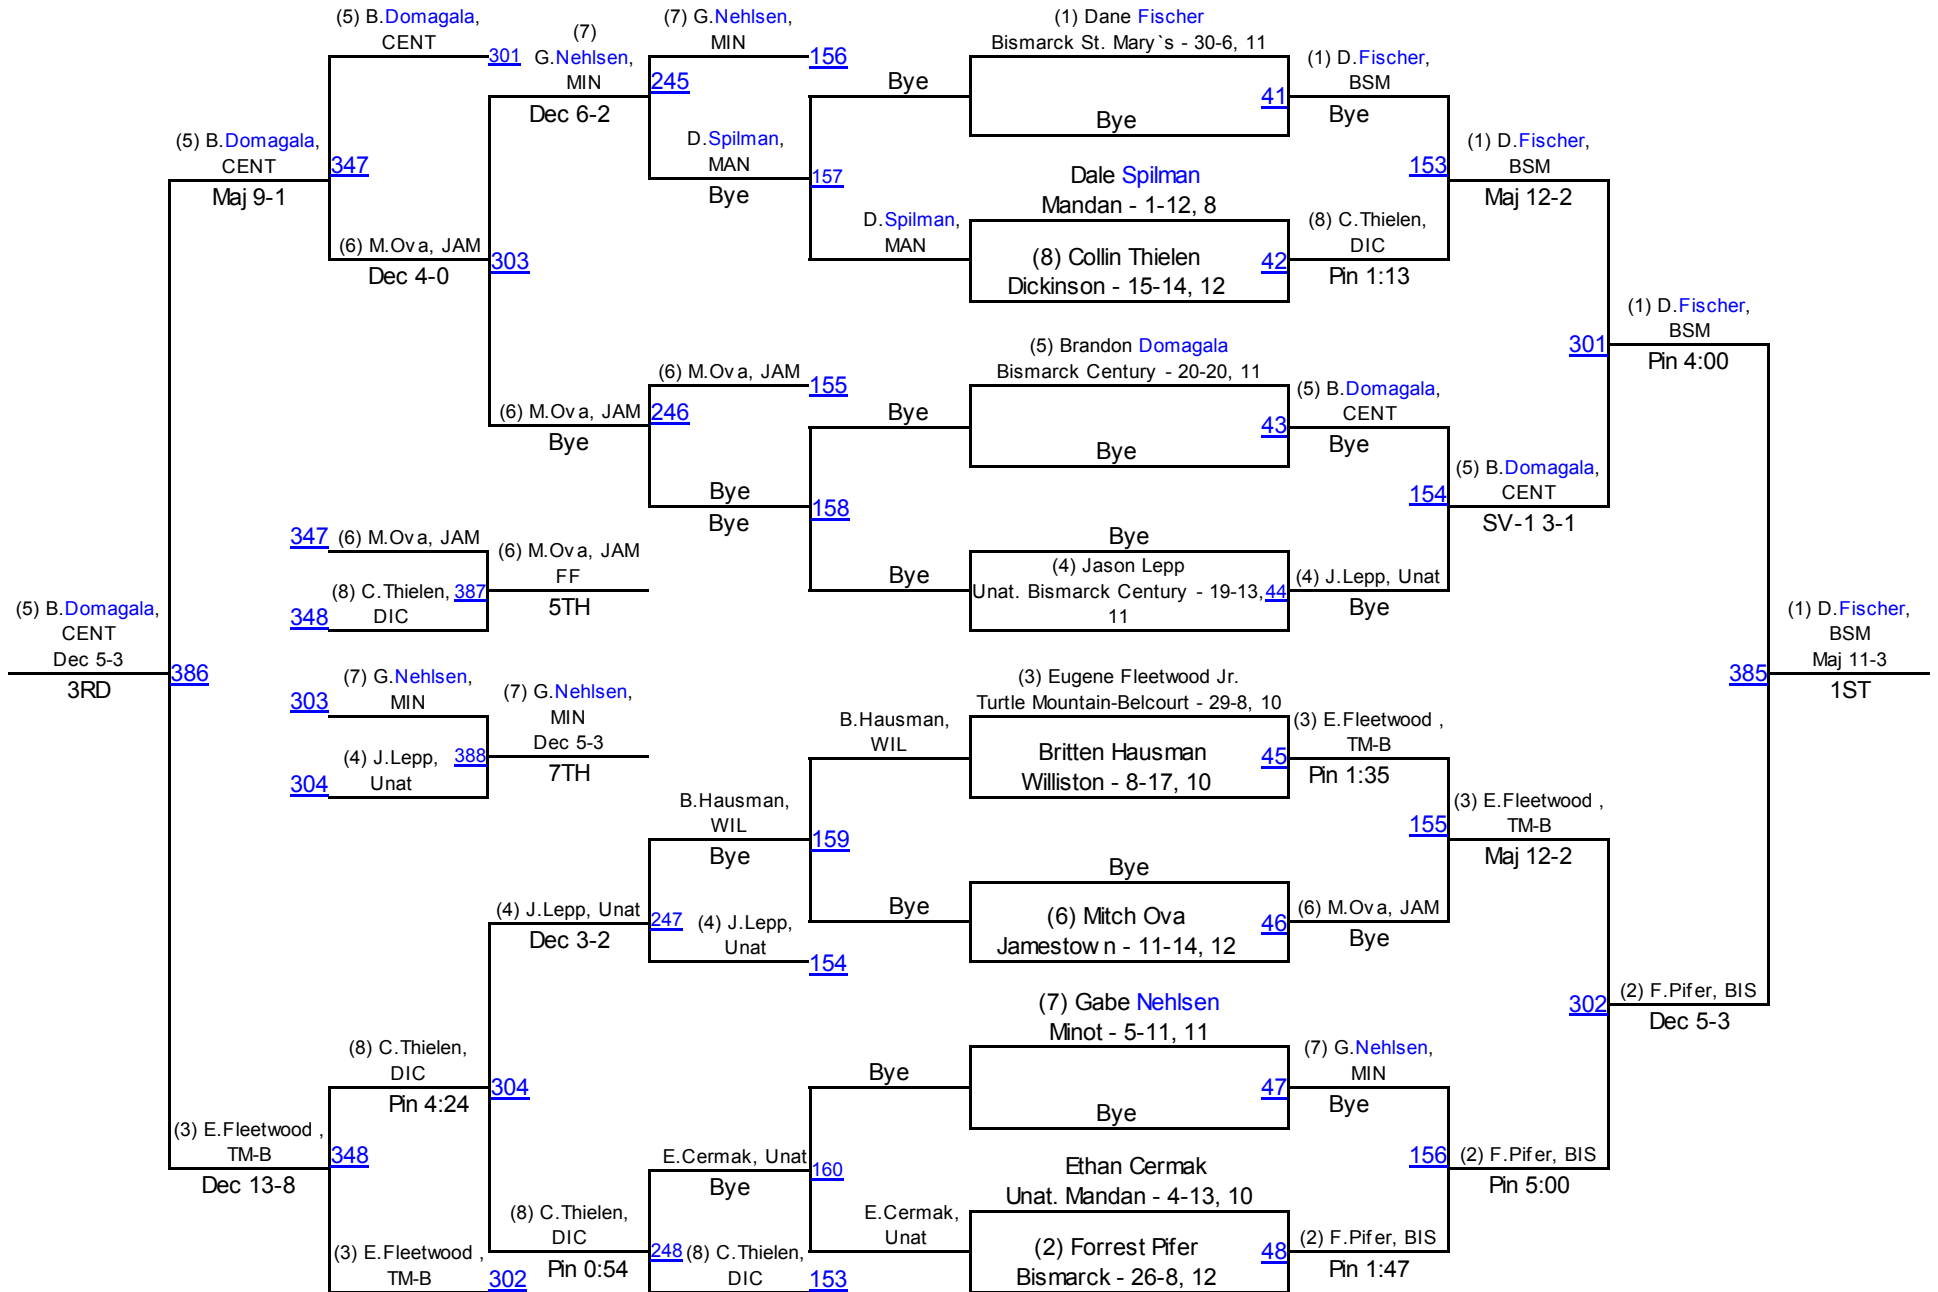 (5) B.Domagala,
CENT
301
(7)
G.Nehlsen,
MIN
Dec 6-2
(7) G.Nehlsen,
MIN
156
245
D.Spilman,
MAN
Bye
157
Bye
D.Spilman,
MAN
(1) Dane Fischer
Bismarck St. Mary`s - 30-6, 11
41
Bye
(1) D.Fischer,
BSM
Bye
Dale Spilman
Mandan - 1-12, 8
(8) Collin Thielen
Dickinson - 15-14, 12
42
(8) C.Thielen,
DIC
Pin 1:13
153
(1) D.Fischer,
BSM
Maj 12-2
(5) B.Domagala,
CENT
Maj 9-1
347
(6) M.Ova, JAM
Dec 4-0
303
(6) M.Ova, JAM
Bye
(6) M.Ova, JAM
155
246
Bye
Bye
158
Bye
Bye
(5) Brandon Domagala
Bismarck Century - 20-20, 11
43
Bye
(5) B.Domagala,
CENT
Bye
Bye
(4) Jason Lepp
Unat. Bismarck Century - 19-13,
11
44
(4) J.Lepp, Unat
Bye
154
(5) B.Domagala,
CENT
SV-1 3-1
301
(1) D.Fischer,
BSM
Pin 4:00
347
(6) M.Ova, JAM
(8) C.Thielen,
DIC
348
387
(6) M.Ova, JAM
FF
5TH
(5) B.Domagala,
CENT
Dec 5-3
3RD
386
303
(7) G.Nehlsen,
MIN
(4) J.Lepp,
Unat
304
388
(7) G.Nehlsen,
MIN
Dec 5-3
7TH
385
(1) D.Fischer,
BSM
Maj 11-3
1ST
B.Hausman,
WIL
Bye
159
B.Hausman,
WIL
Bye
(3) Eugene Fleetwood Jr.
Turtle Mountain-Belcourt - 29-8, 10
Britten Hausman
Williston - 8-17, 10
45
(3) E.Fleetwood ,
TM-B
Pin 1:35
Bye
(6) Mitch Ova
Jamestown - 11-14, 12
46
(6) M.Ova, JAM
Bye
155
(3) E.Fleetwood ,
TM-B
Maj 12-2
(4) J.Lepp, Unat
Dec 3-2
247
(4) J.Lepp,
Unat
154
(8) C.Thielen,
DIC
Pin 4:24
304
(3) E.Fleetwood ,
TM-B
Dec 13-8
348
(3) E.Fleetwood ,
TM-B
302
(8) C.Thielen,
DIC
Pin 0:54
E.Cermak, Unat
Bye
160
248
(8) C.Thielen,
DIC
153
Bye
E.Cermak,
Unat
(7) Gabe Nehlsen
Minot - 5-11, 11
47
Bye
(7) G.Nehlsen,
MIN
Bye
Ethan Cermak
Unat. Mandan - 4-13, 10
(2) Forrest Pifer
Bismarck - 26-8, 12
48
(2) F.Pifer, BIS
Pin 1:47
156
(2) F.Pifer, BIS
Pin 5:00
302
(2) F.Pifer, BIS
Dec 5-3